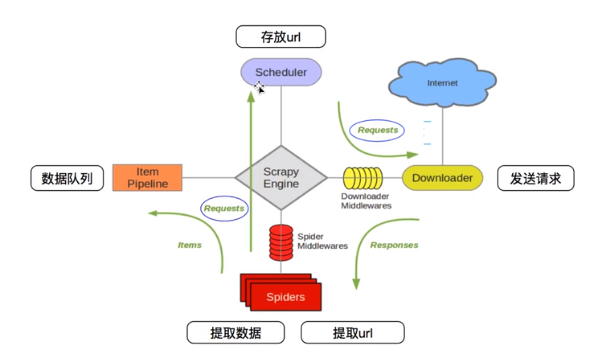 存放url
Scheduler
Internet
Requests
数据队列
Item
Pipeline
Scrapy
Engine
Downloader
发送请求
Downloader
Middlewares
Requests
Spider
Middlewares
Items
Responses
Spiders
提取数据
提取url